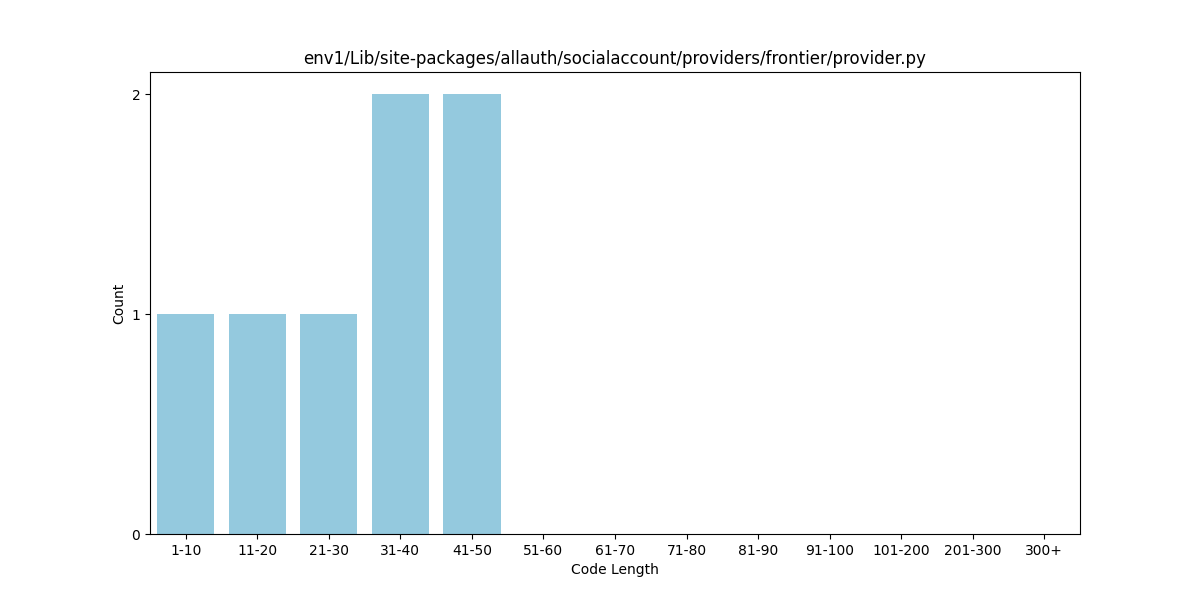 env1/Lib/site-packages/allauth/socialaccount/providers/frontier/provider.py
2
1
0
Count
1-10 11-20 21-30 31-40 41-50 51-60 61-70 71-80 81-90 91-100 101-200 201-300 300+
Code Length